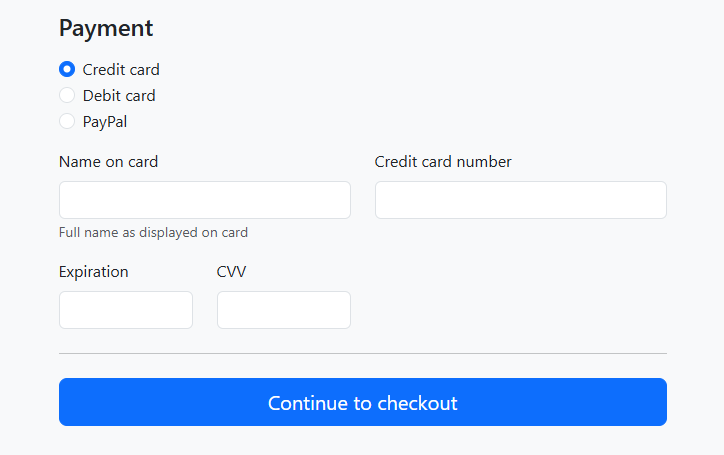 Payment
Credit card
Debit card
PayPal
Name on card
Credit card number
Full name as displayed on card
Expiration
CVV
Continue to checkout